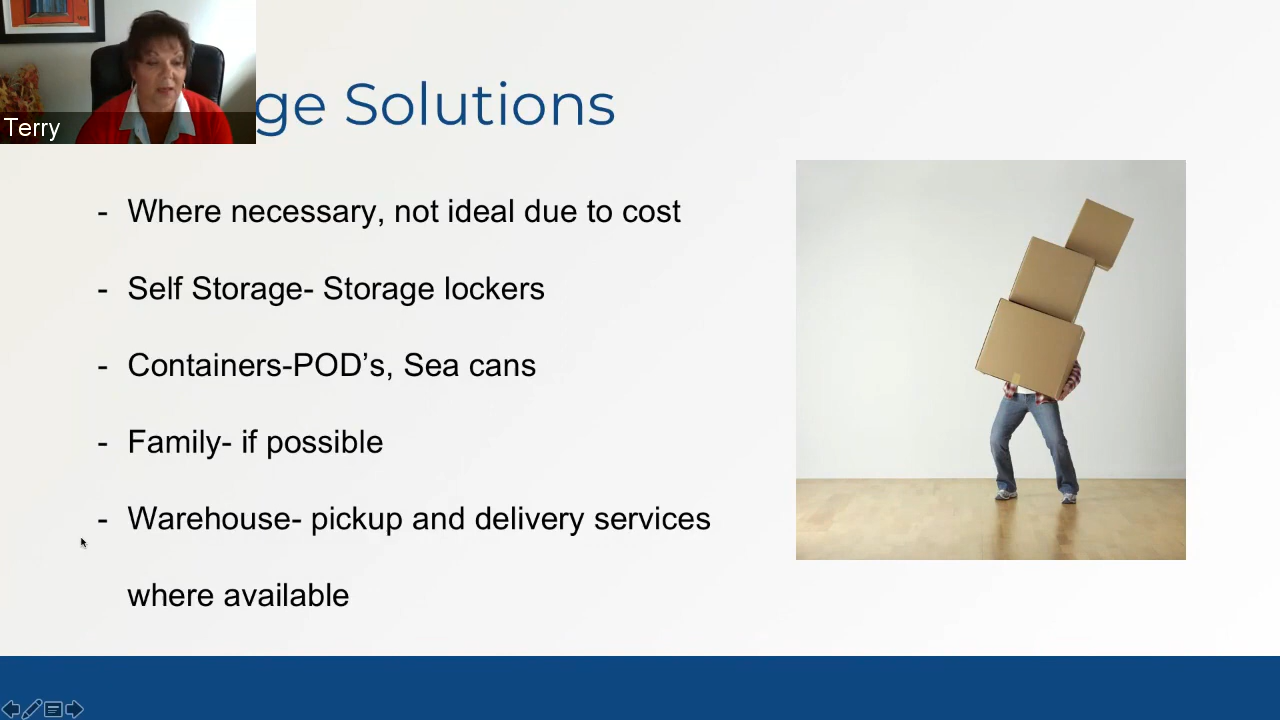 Terry
ge Solutions
- Where necessary, not ideal due to cost
- Self Storage- Storage lockers
- Containers-POD’s, Sea cans
- Family- if possible
- Warehouse- pickup and delivery services
where available